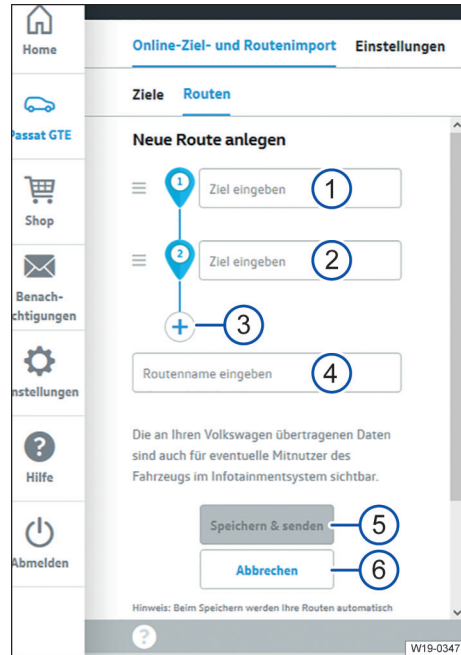 Home
Passat GTE
Shop
Benach-
chtigungen
nstellungen
Hilfe
Abmelden
Online-Ziel- und Routenimport Einstellungen
Ziele Routen
Neue Route anlegen
1 Ziel eingeben 1
2 Ziel eingeben 2
+ 3
Routenname eingeben 4
Die an Ihren Volkswagen übertragenen Daten
sind auch für eventuelle Mitnutzer des
Fahrzeugs im Infotainmentsystem sichtbar.
Speichern & senden 5
Abbrechen 6
Hinweis: Beim Speichern werden Ihre Routen automatisch
?
W19-0347